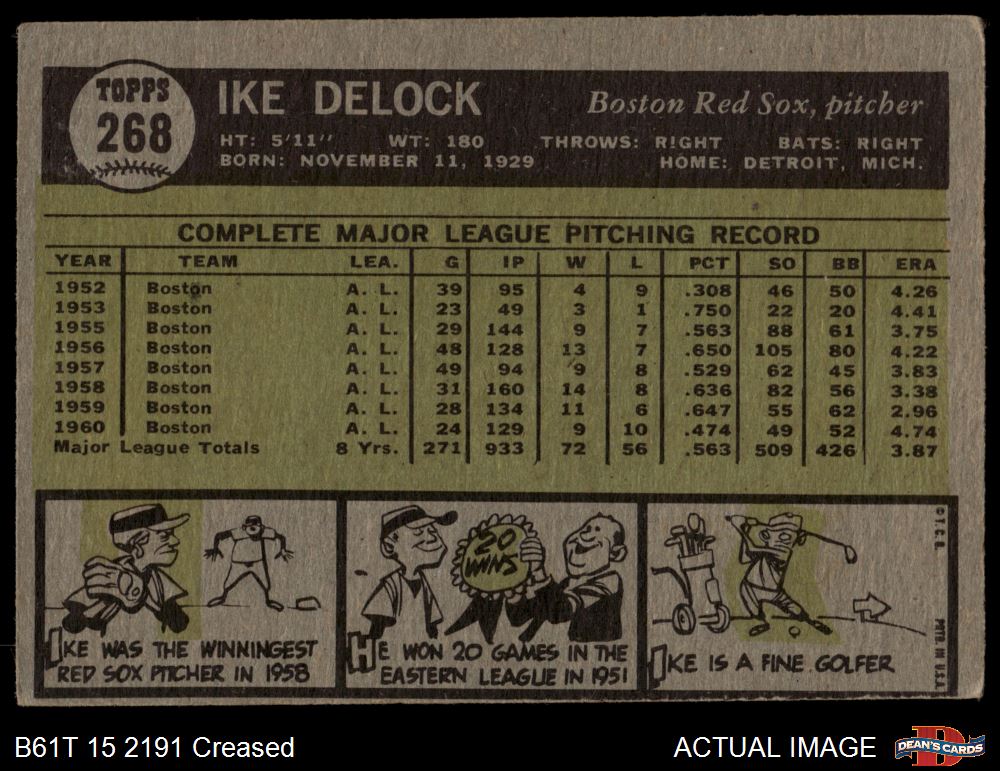 TOPPS
268
IKE DELOCK
Boston Red Sox, pitcher
HT: 5'11" WT: 180 THROWS: RIGHT BATS: RIGHT
BORN: NOVEMBER 11, 1929 HOME: DETROIT, MICH.
COMPLETE MAJOR LEAGUE PITCHING RECORD
YEAR TEAM LEA. G IP W L PCT SO BB ERA
1952 Boston A. L. 39 95 4 9 .308 46 50 4.26
1953 Boston A. L. 23 49 3 1 .750 22 20 4.41
1955 Boston A. L. 29 144 9 7 .563 88 61 3.75
1956 Boston A. L. 48 128 13 7 .650 105 80 4.22
1957 Boston A. L. 49 94 9 8 .529 62 45 3.83
1958 Boston A. L. 31 160 14 8 .636 82 56 3.38
1959 Boston A. L. 28 134 11 6 .647 55 62 2.96
1960 Boston A. L. 24 129 9 10 .474 49 52 4.74
Major League Totals 8 Yrs. 271 933 72 56 .563 509 426 3.87
IKE WAS THE WINNINGEST
RED SOX PITCHER IN 1958
20
WINS
HE WON 20 GAMES IN THE
EASTERN LEAGUE IN 1951
IKE IS A FINE GOLFER
© T. C. G.
PRTD. IN U.S.A.
B61T 15 2191 Creased
ACTUAL IMAGE
D
DEAN'S CARDS